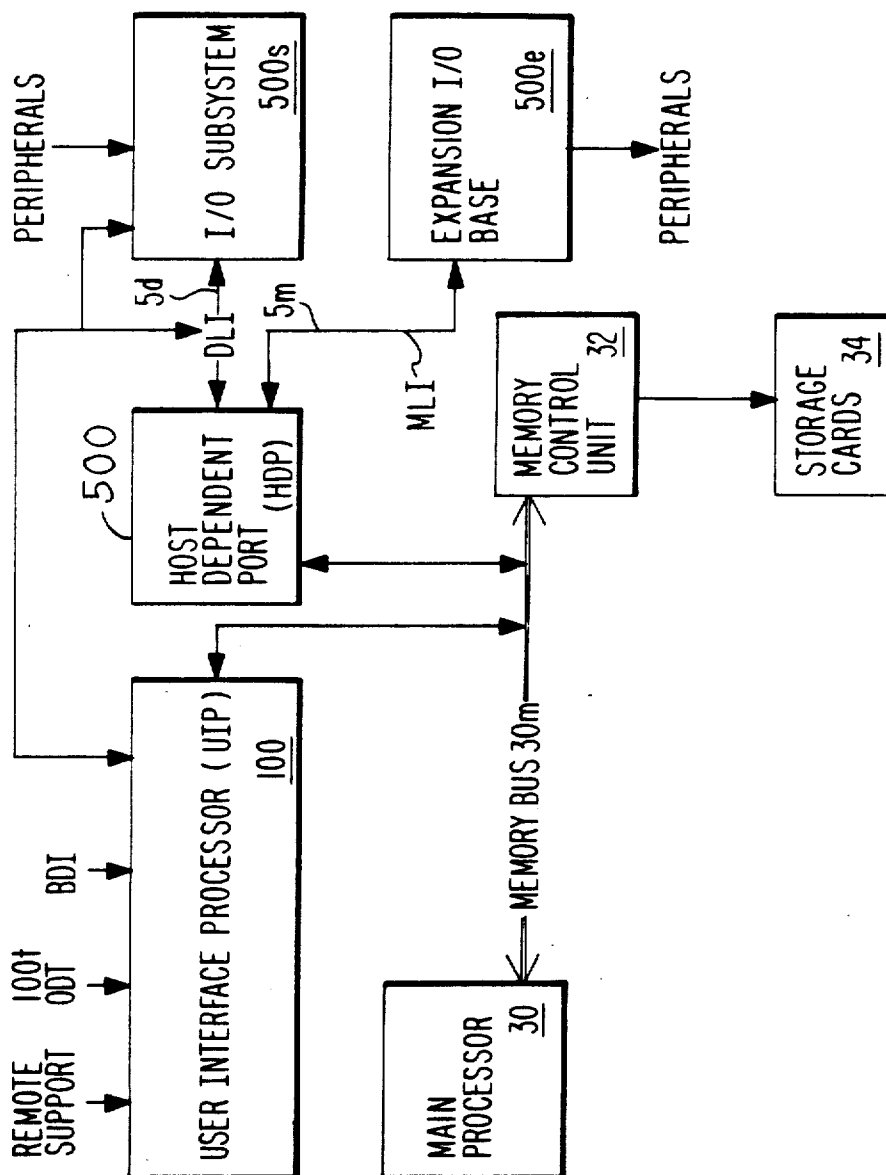 REMOTE
SUPPORT
100t
ODT
BDI
USER INTERFACE PROCESSOR (UIP)
100
MAIN
PROCESSOR
30
MEMORY BUS 30m
500
HOST
DEPENDENT
PORT
(HDP)
DLI
5d
5m
MLI
PERIPHERALS
I/O SUBSYSTEM
500s
EXPANSION I/O
BASE
500e
PERIPHERALS
MEMORY
CONTROL
UNIT
32
STORAGE
CARDS
34